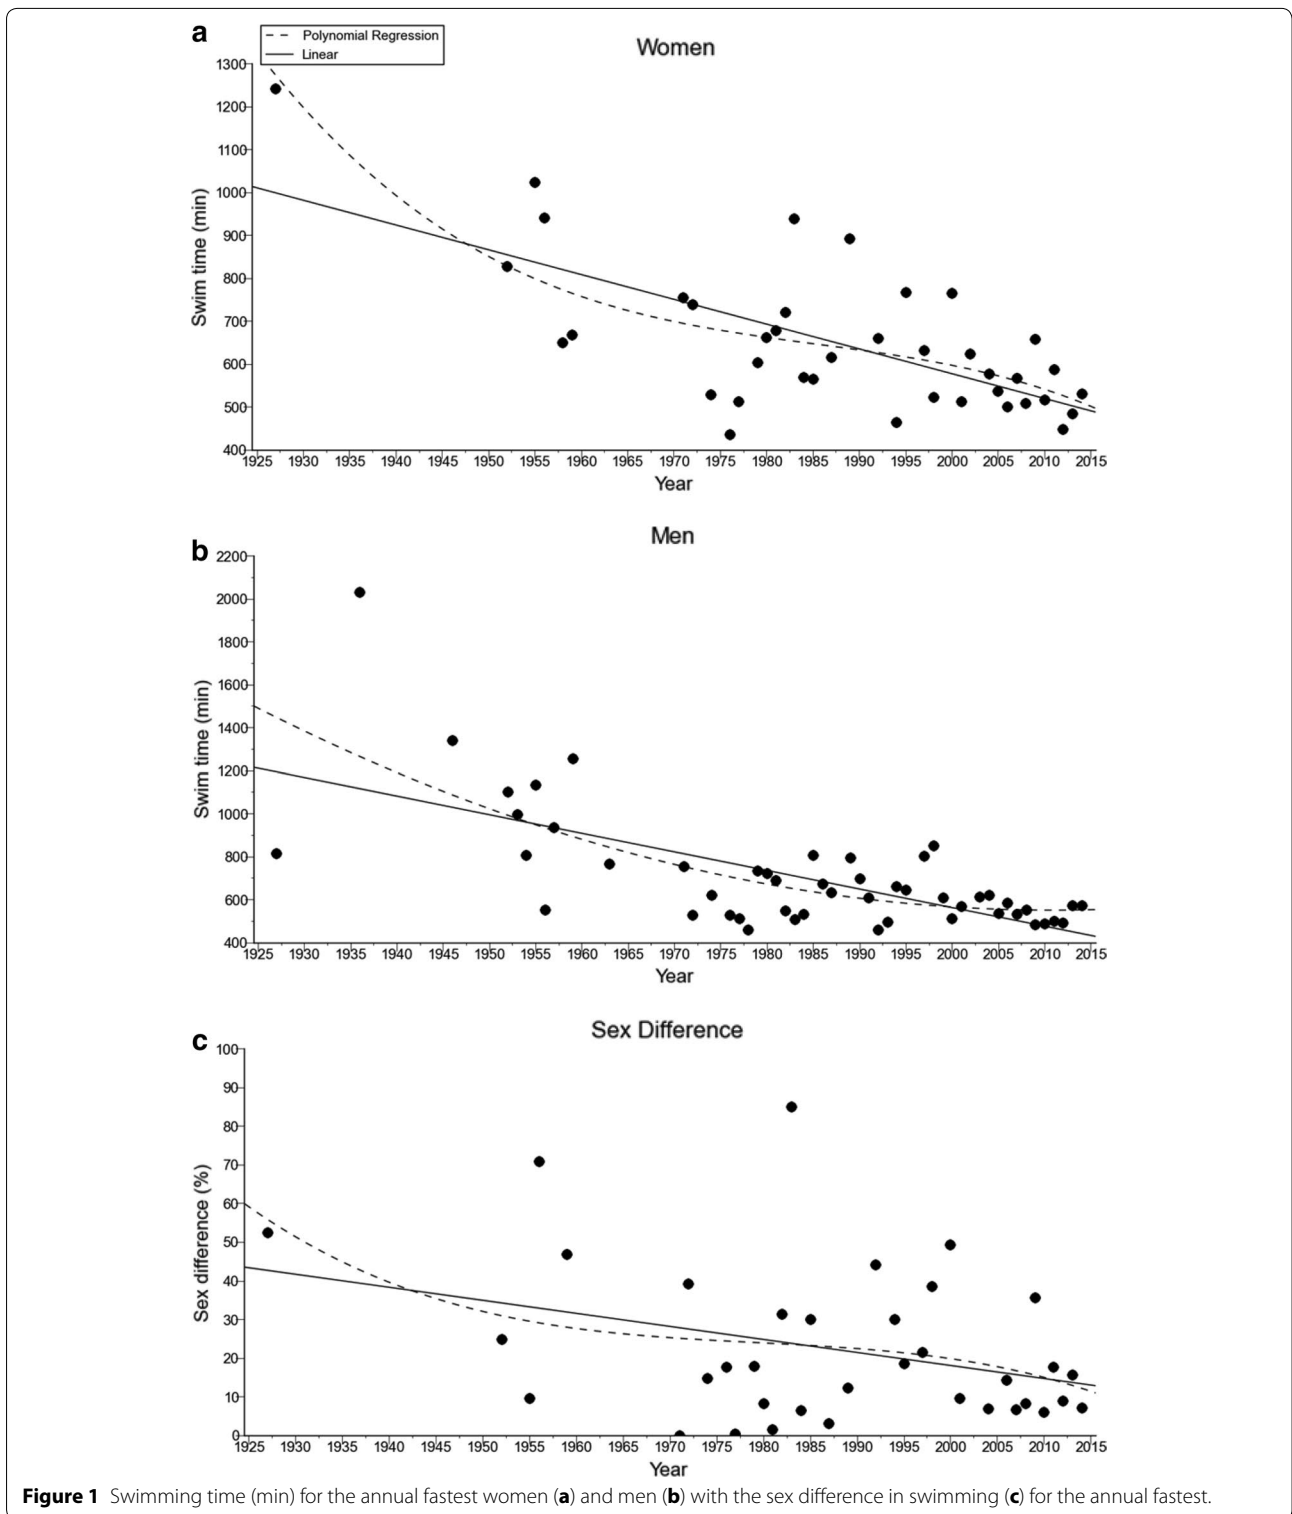 a
Polynomial Regression
Linear
Women
1300
1200
1100
1000
900
800
700
600
500
400
Swim time (min)
1925 1930 1935 1940 1945 1950 1955 1960 1965 1970 1975 1980 1985 1990 1995 2000 2005 2010 2015
Year
b
Men
2200
2000
1800
1600
1400
1200
1000
800
600
400
Swim time (min)
1925 1930 1935 1940 1945 1950 1955 1960 1965 1970 1975 1980 1985 1990 1995 2000 2005 2010 2015
Year
c
Sex Difference
100
90
80
70
60
50
40
30
20
10
0
Sex difference (%)
1925 1930 1935 1940 1945 1950 1955 1960 1965 1970 1975 1980 1985 1990 1995 2000 2005 2010 2015
Year
Figure 1 Swimming time (min) for the annual fastest women (a) and men (b) with the sex difference in swimming (c) for the annual fastest.